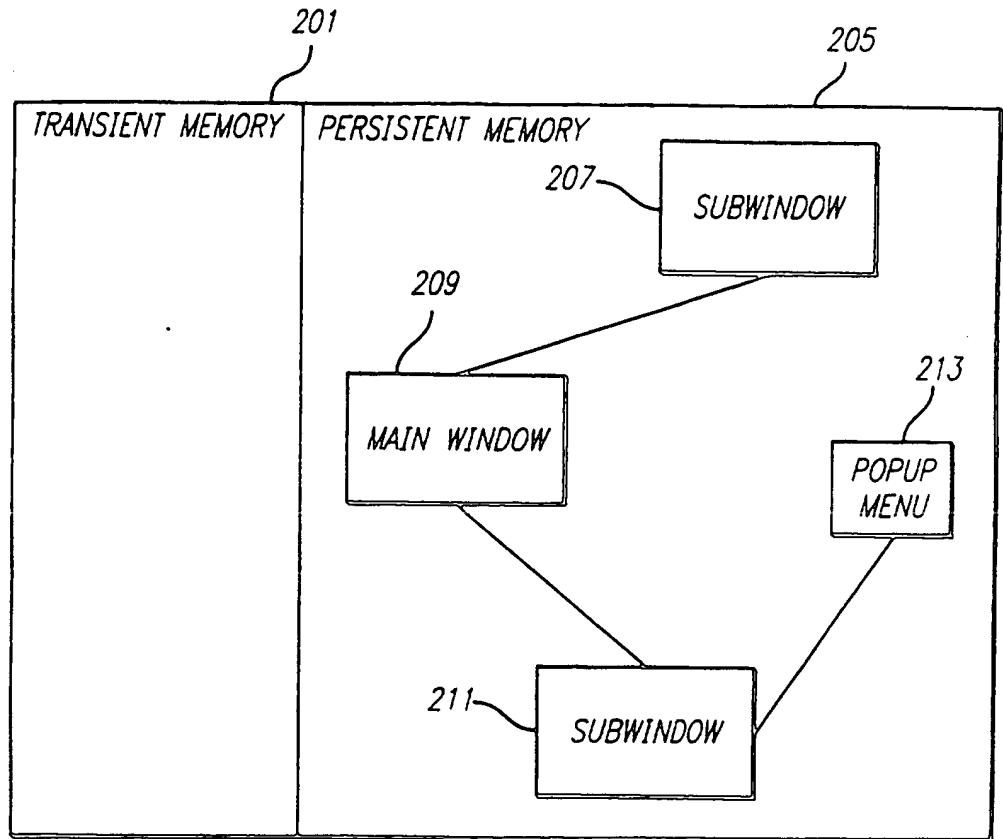 201
205
TRANSIENT MEMORY
PERSISTENT MEMORY
207
SUBWINDOW
209
MAIN WINDOW
213
POPUP
MENU
211
SUBWINDOW